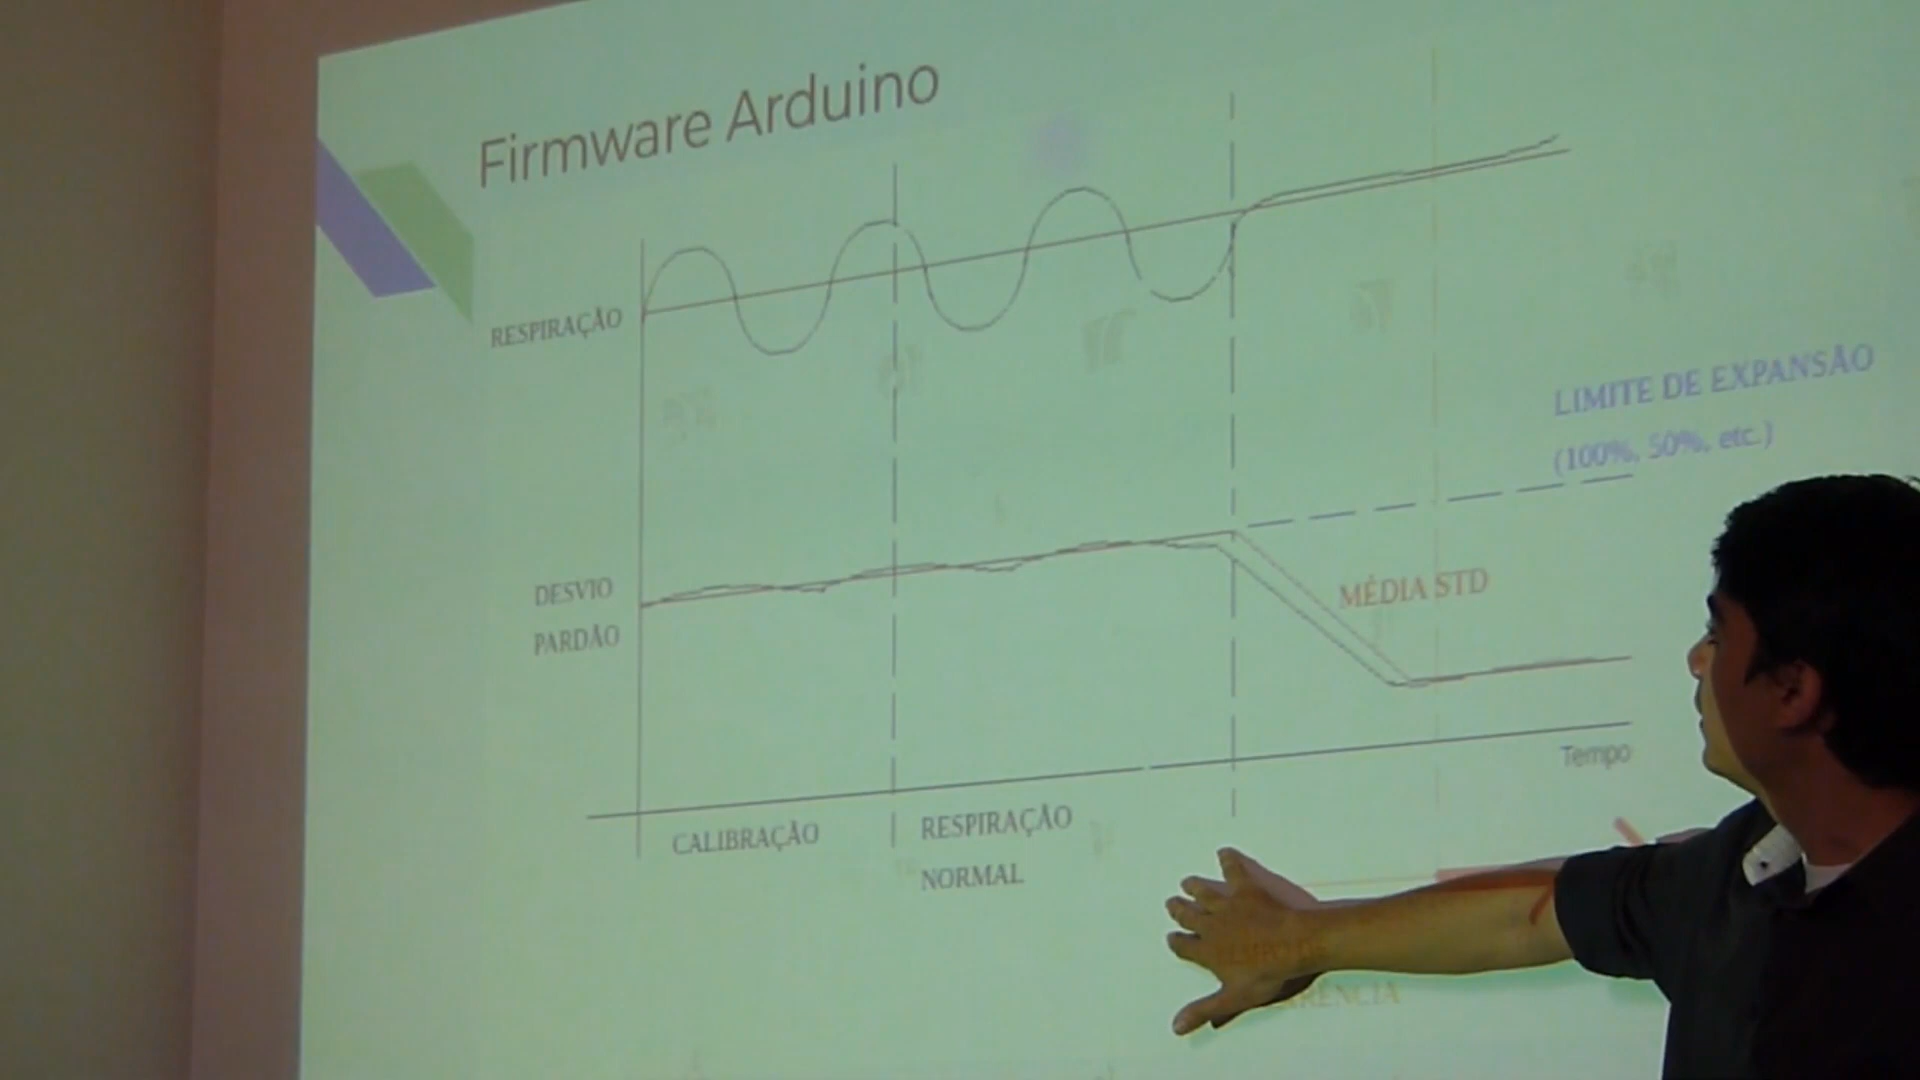 Firmware Arduino
RESPIRAÇÃO
LIMITE DE EXPANSÃO
(100%, 50%, etc.)
DESVIO
PARDÃO
MÉDIA STD
Tempo
CALIBRAÇÃO
RESPIRAÇÃO
NORMAL